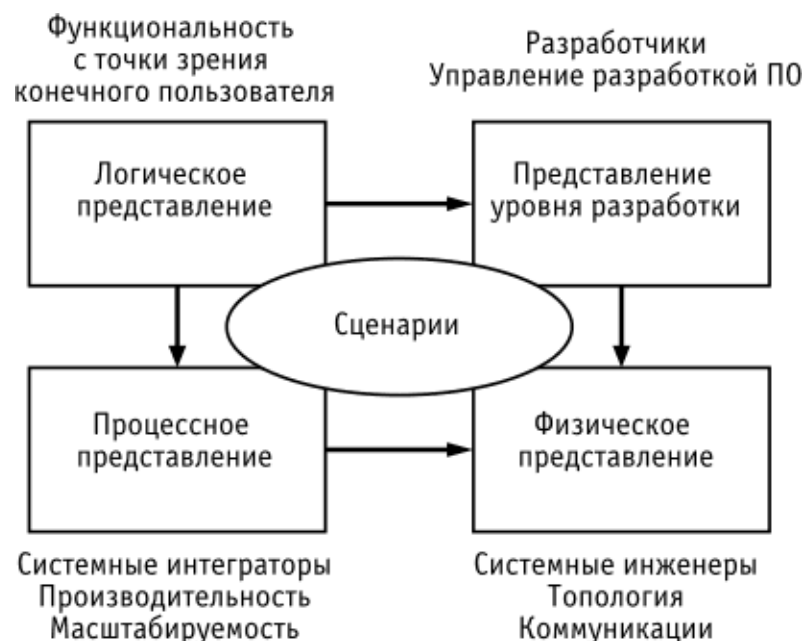 Функциональность
с точки зрения
конечного пользователя
Разработчики
Управление разработкой ПО
Логическое
представление
Представление
уровня разработки
Сценарии
Процессное
представление
Физическое
представление
Системные интеграторы
Производительность
Масштабируемость
Системные инженеры
Топология
Коммуникации